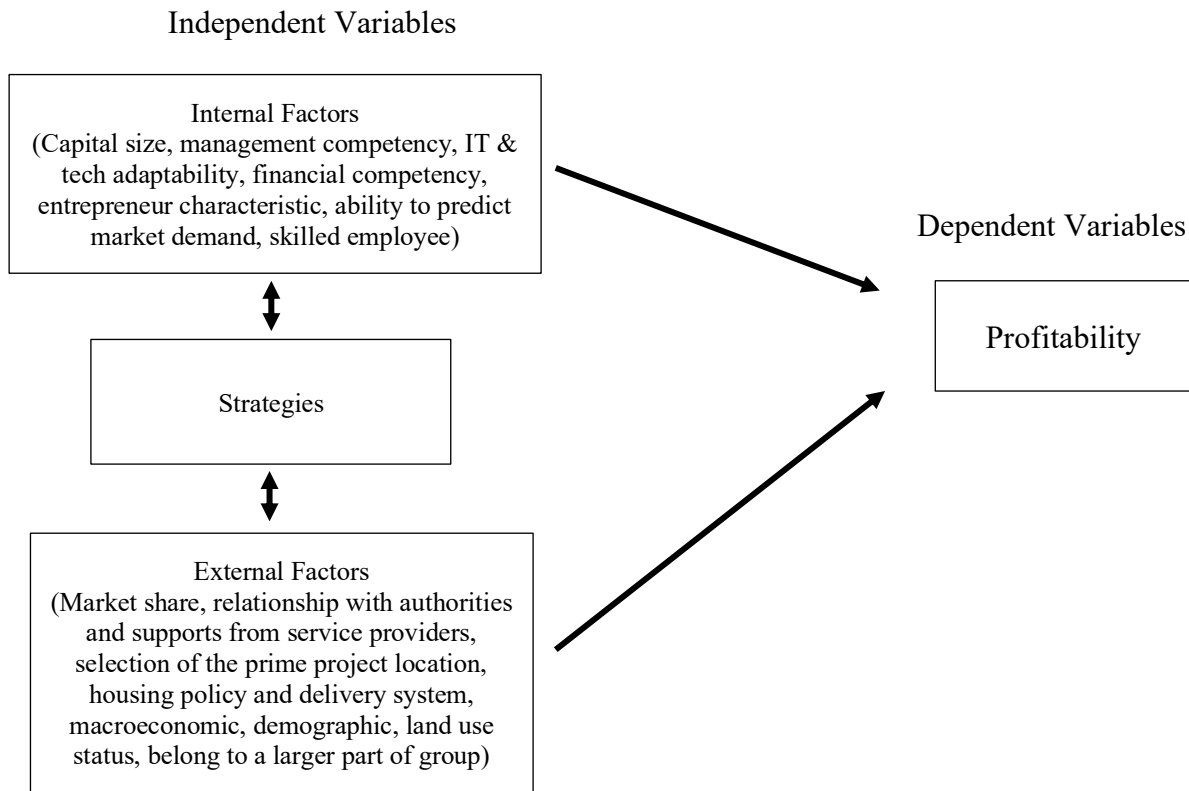 Independent Variables
Internal Factors
(Capital size, management competency, IT &
tech adaptability, financial competency,
entrepreneur characteristic, ability to predict
market demand, skilled employee)
Dependent Variables
Profitability
Strategies
External Factors
(Market share, relationship with authorities
and supports from service providers,
selection of the prime project location,
housing policy and delivery system,
macroeconomic, demographic, land use
status, belong to a larger part of group)